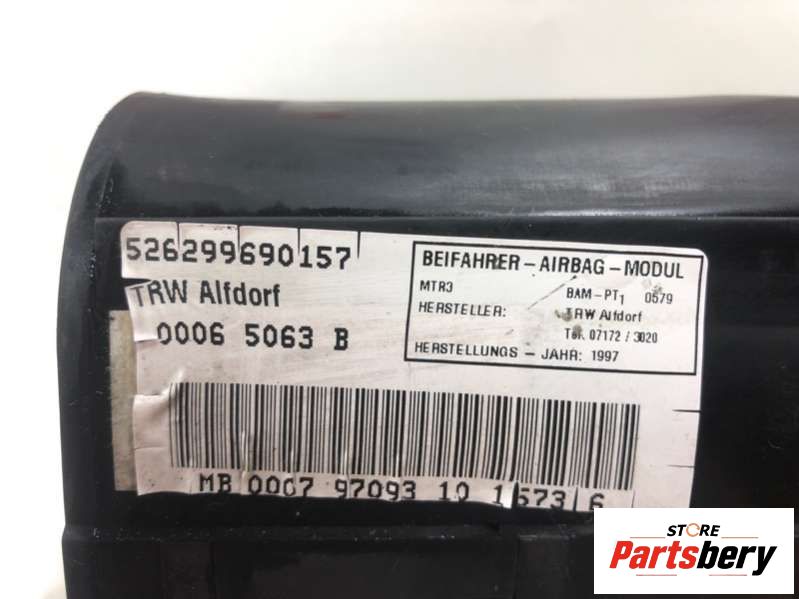 526299690157
TRW Alfdorf
0006 5063 B
BEIFAHRER – AIRBAG – MODUL
MTR3 BAM–PT1 0579
HERSTELLER: TRW Alfdorf
Tel. 07172 / 3020
HERSTELLUNGS – JAHR: 1997
MB 0067 97093 10 1 573 6
STORE
Partsbery